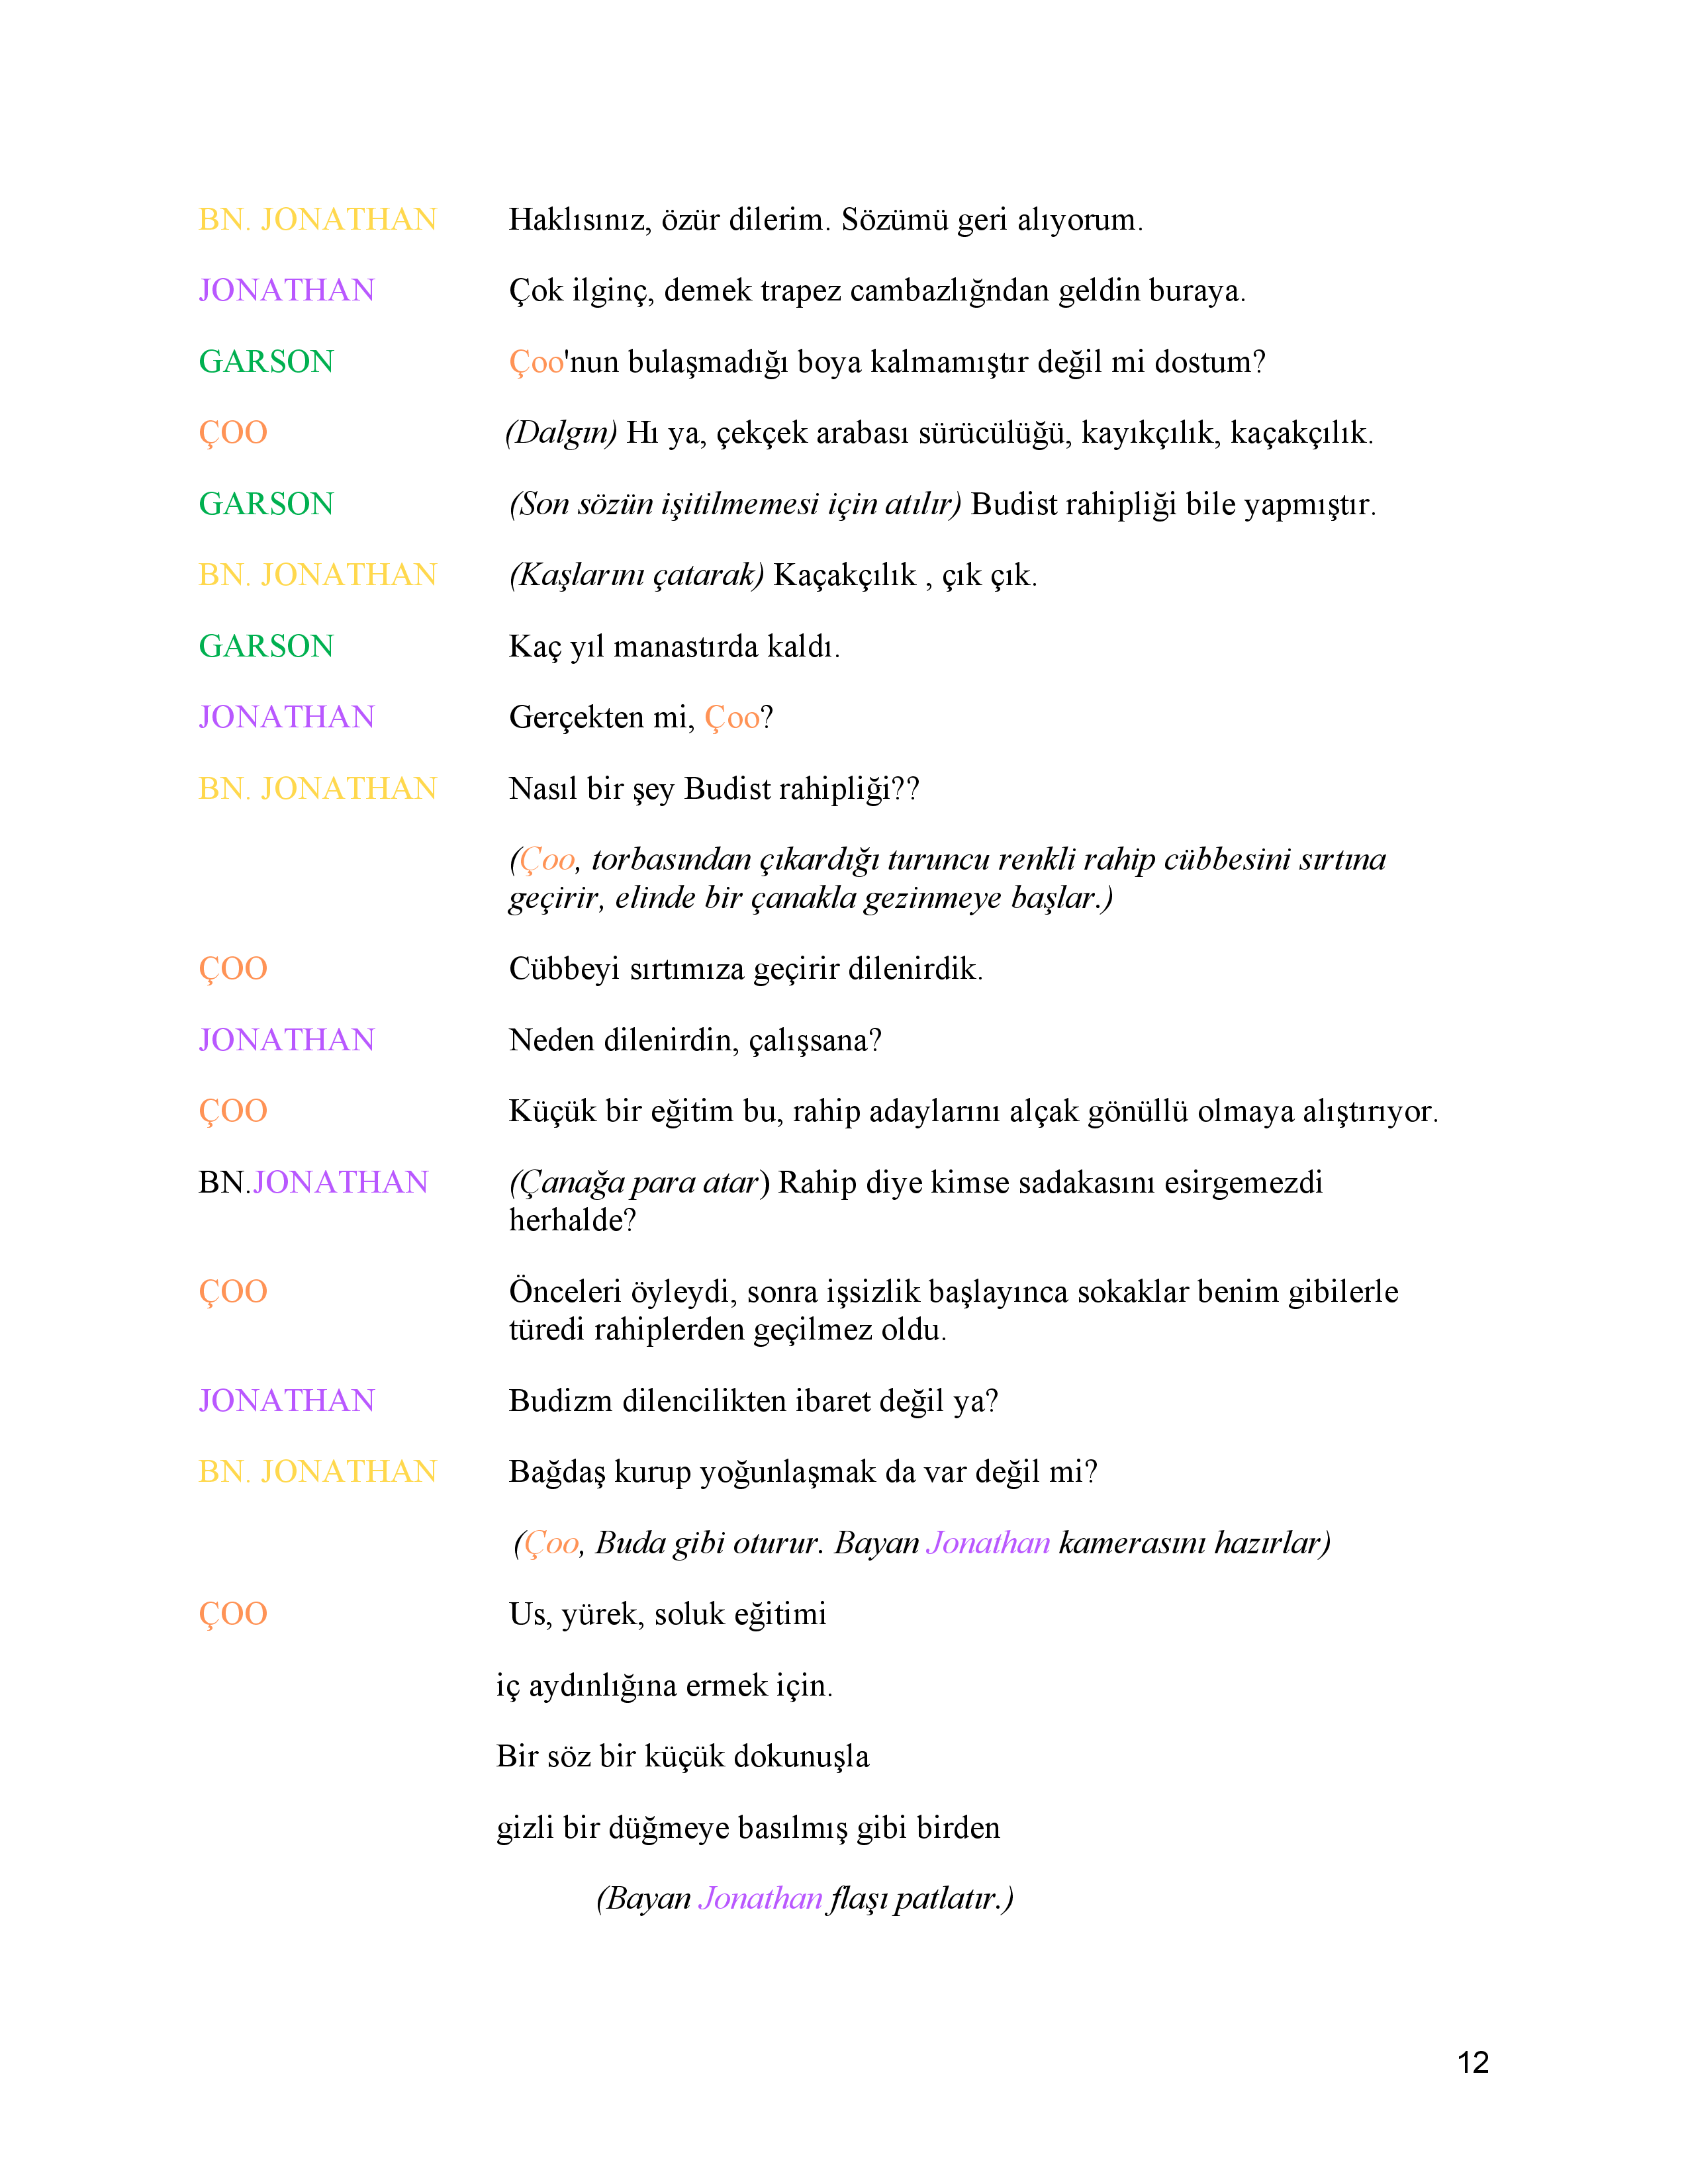 BN. JONATHAN Haklısınız, özür dilerim. Sözümü geri alıyorum.
JONATHAN Çok ilginç, demek trapez cambazlığndan geldin buraya.
GARSON Çoo'nun bulaşmadığı boya kalmamıştır değil mi dostum?
ÇOO (Dalgın) Hı ya, çekçek arabası sürücülüğü, kayıkçılık, kaçakçılık.
GARSON (Son sözün işitilmemesi için atılır) Budist rahipliği bile yapmıştır.
BN. JONATHAN (Kaşlarını çatarak) Kaçakçılık , çık çık.
GARSON Kaç yıl manastırda kaldı.
JONATHAN Gerçekten mi, Çoo?
BN. JONATHAN Nasıl bir şey Budist rahipliği??
(Çoo, torbasından çıkardığı turuncu renkli rahip cübbesini sırtına
geçirir, elinde bir çanakla gezinmeye başlar.)
ÇOO Cübbeyi sırtımıza geçirir dilenirdik.
JONATHAN Neden dilenirdin, çalışsana?
ÇOO Küçük bir eğitim bu, rahip adaylarını alçak gönüllü olmaya alıştırıyor.
BN.JONATHAN (Çanağa para atar) Rahip diye kimse sadakasını esirgemezdi
herhalde?
ÇOO Önceleri öyleydi, sonra işsizlik başlayınca sokaklar benim gibilerle
türedi rahiplerden geçilmez oldu.
JONATHAN Budizm dilencilikten ibaret değil ya?
BN. JONATHAN Bağdaş kurup yoğunlaşmak da var değil mi?
(Çoo, Buda gibi oturur. Bayan Jonathan kamerasını hazırlar)
ÇOO Us, yürek, soluk eğitimi
iç aydınlığına ermek için.
Bir söz bir küçük dokunuşla
gizli bir düğmeye basılmış gibi birden
(Bayan Jonathan flaşı patlatır.)
12